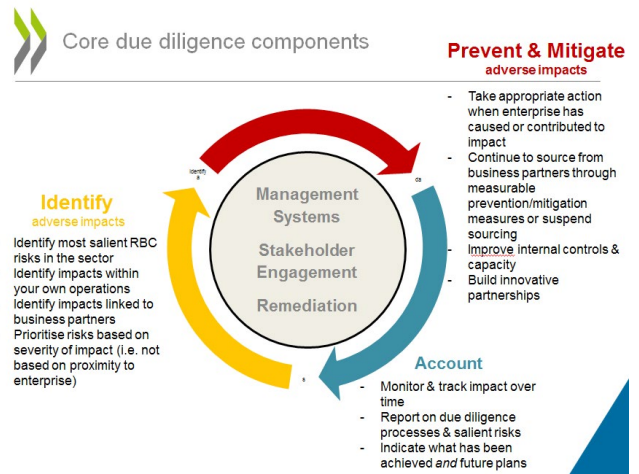 Core due diligence components
Prevent & Mitigate
adverse impacts
- Take appropriate action
when enterprise has
caused or contributed to
impact
- Continue to source from
business partners through
measurable
prevention/mitigation
measures or suspend
sourcing
- Improve internal controls &
capacity
- Build innovative
partnerships
Identify
a
ca
Management
Systems
Stakeholder
Engagement
Remediation
Identify
adverse impacts
Identify most salient RBC
risks in the sector
Identify impacts within
your own operations
Identify impacts linked to
business partners
Prioritise risks based on
severity of impact (i.e. not
based on proximity to
enterprise)
Account
- Monitor & track impact over
time
- Report on due diligence
processes & salient risks
- Indicate what has been
achieved and future plans